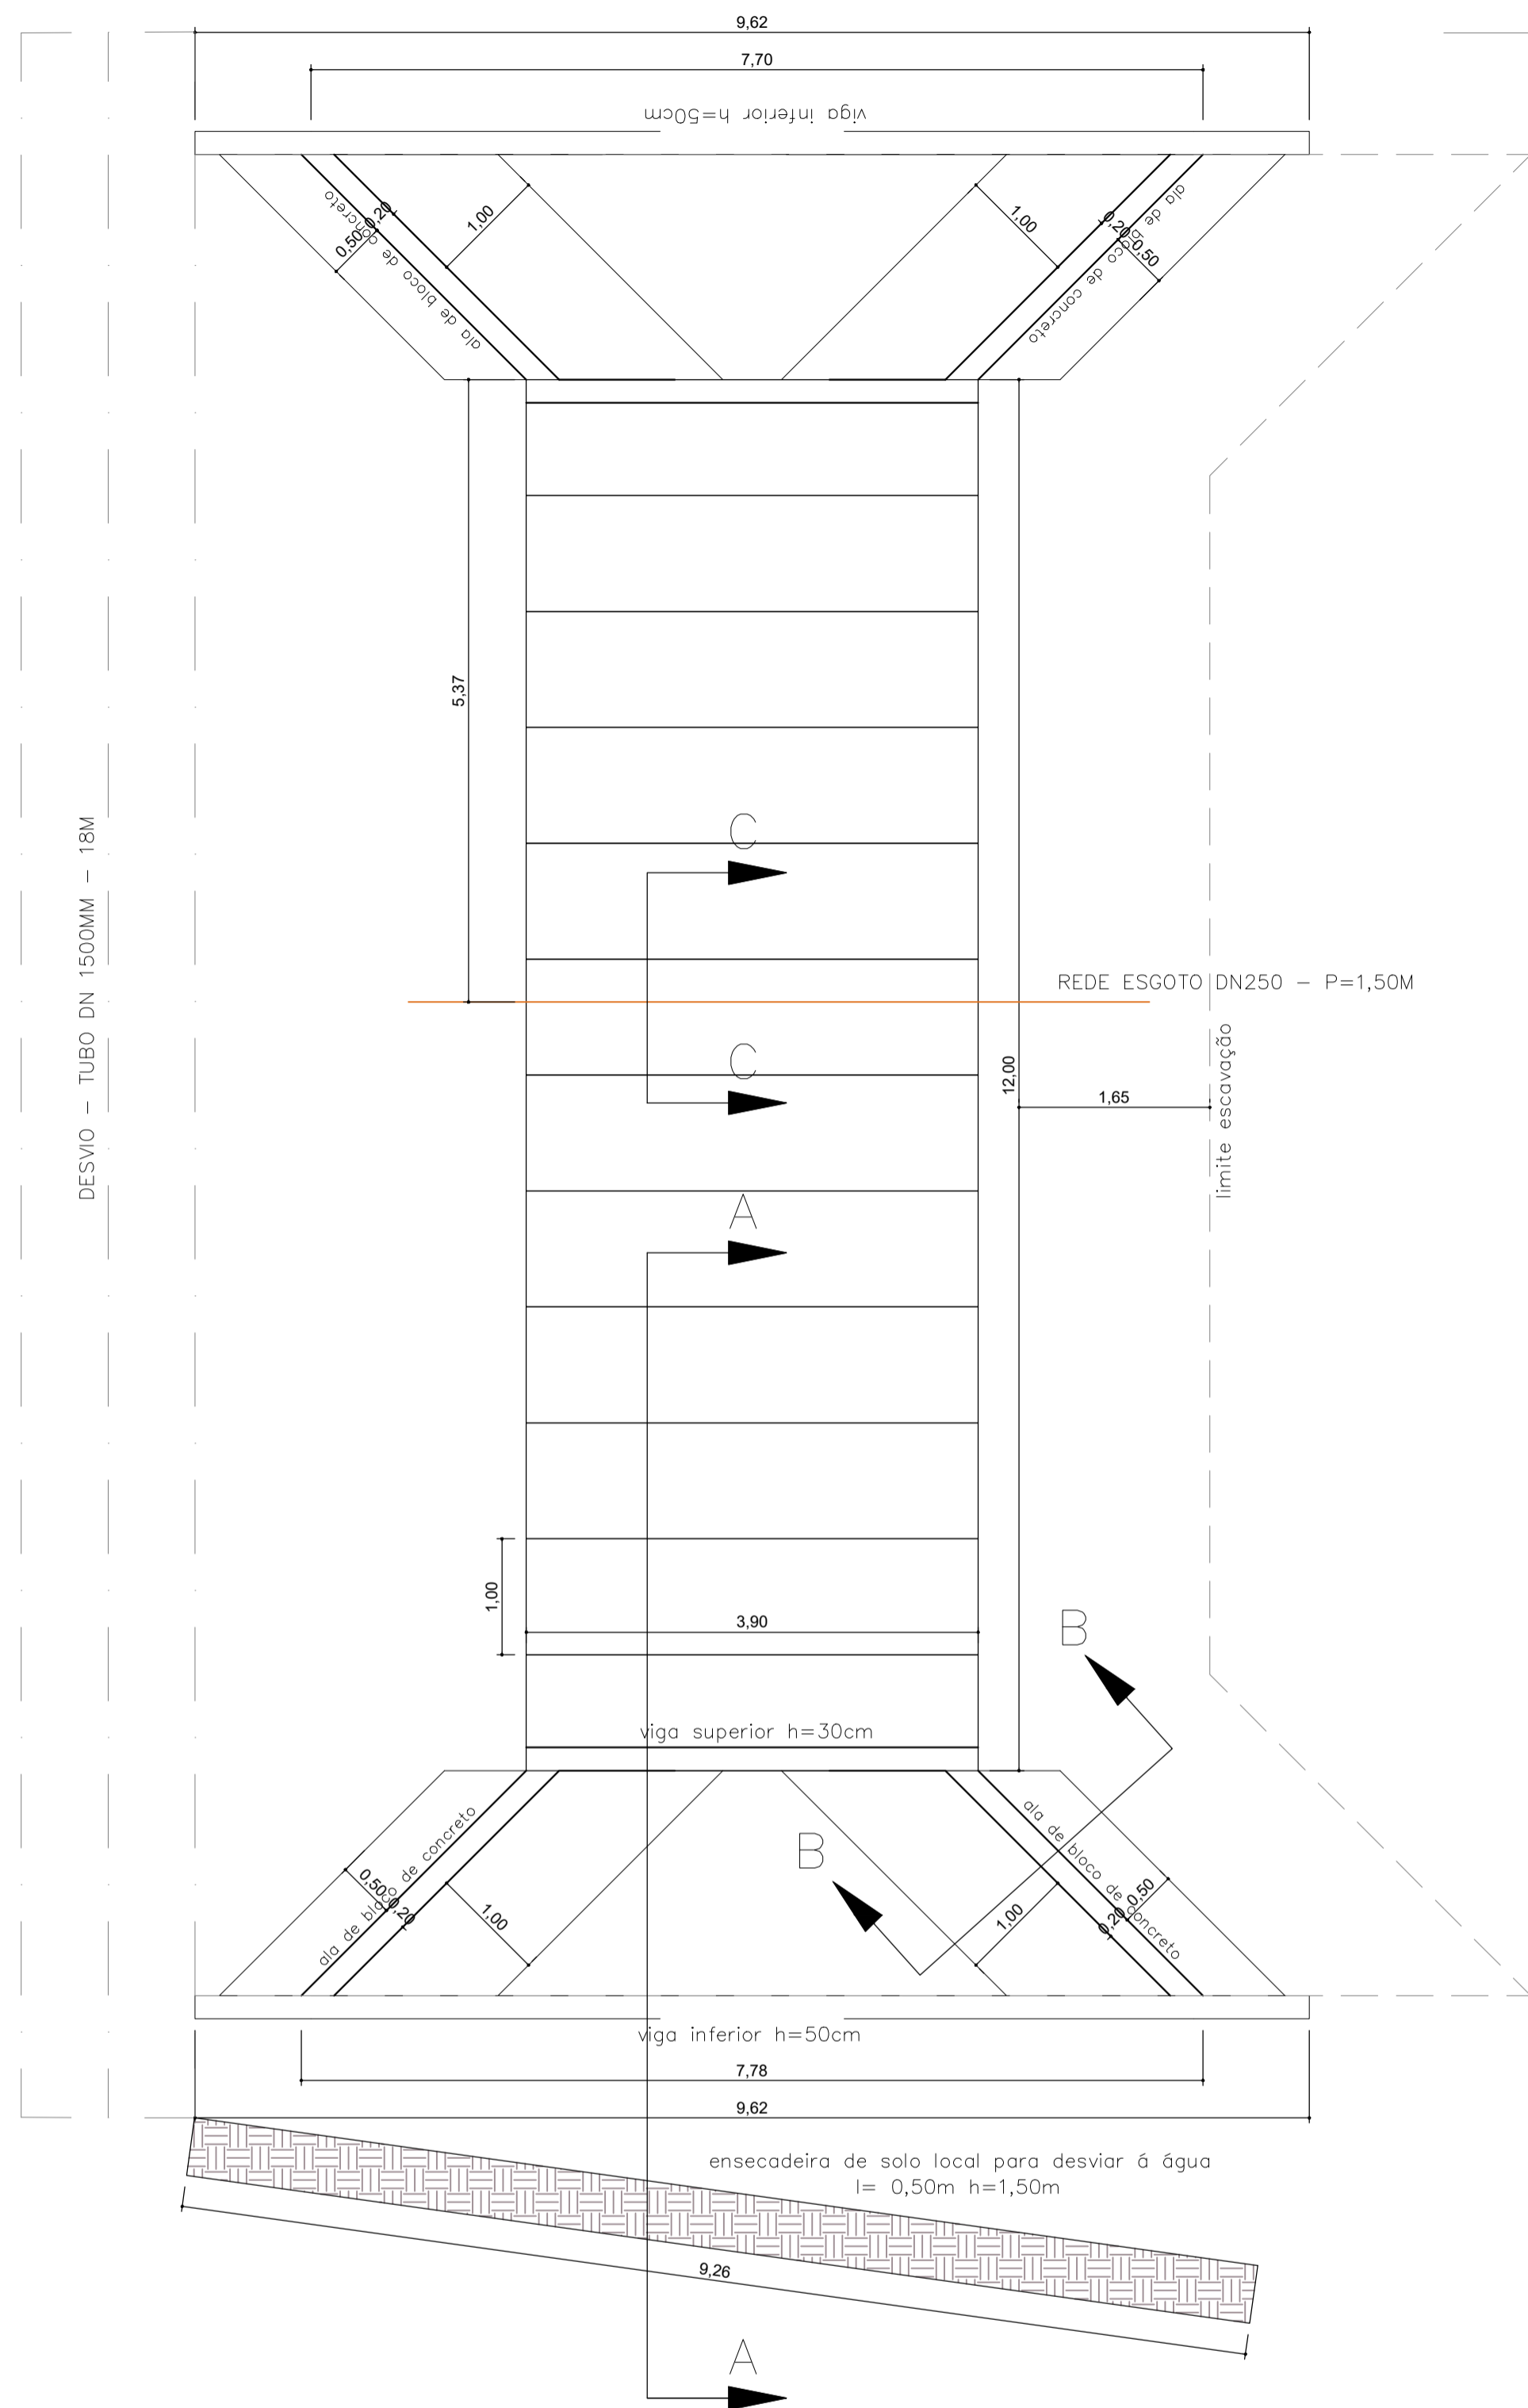 9,62
7,70
viga inferior h=50cm
ala de bloco de concreto
0,50
0,20
1,00
1,00
0,20
0,50
ala de bloco de concreto
5,37
C
DESVIO - TUBO DN 1500MM - 18M
REDE ESGOTO DN250 - P=1,50M
C
12,00
1,65
limite escavação
A
1,00
3,90
B
viga superior h=30cm
ala de bloco de concreto
0,50
0,20
1,00
B
1,00
0,20
0,50
ala de bloco de concreto
viga inferior h=50cm
7,78
9,62
ensecadeira de solo local para desviar á água
l= 0,50m h=1,50m
9,26
A